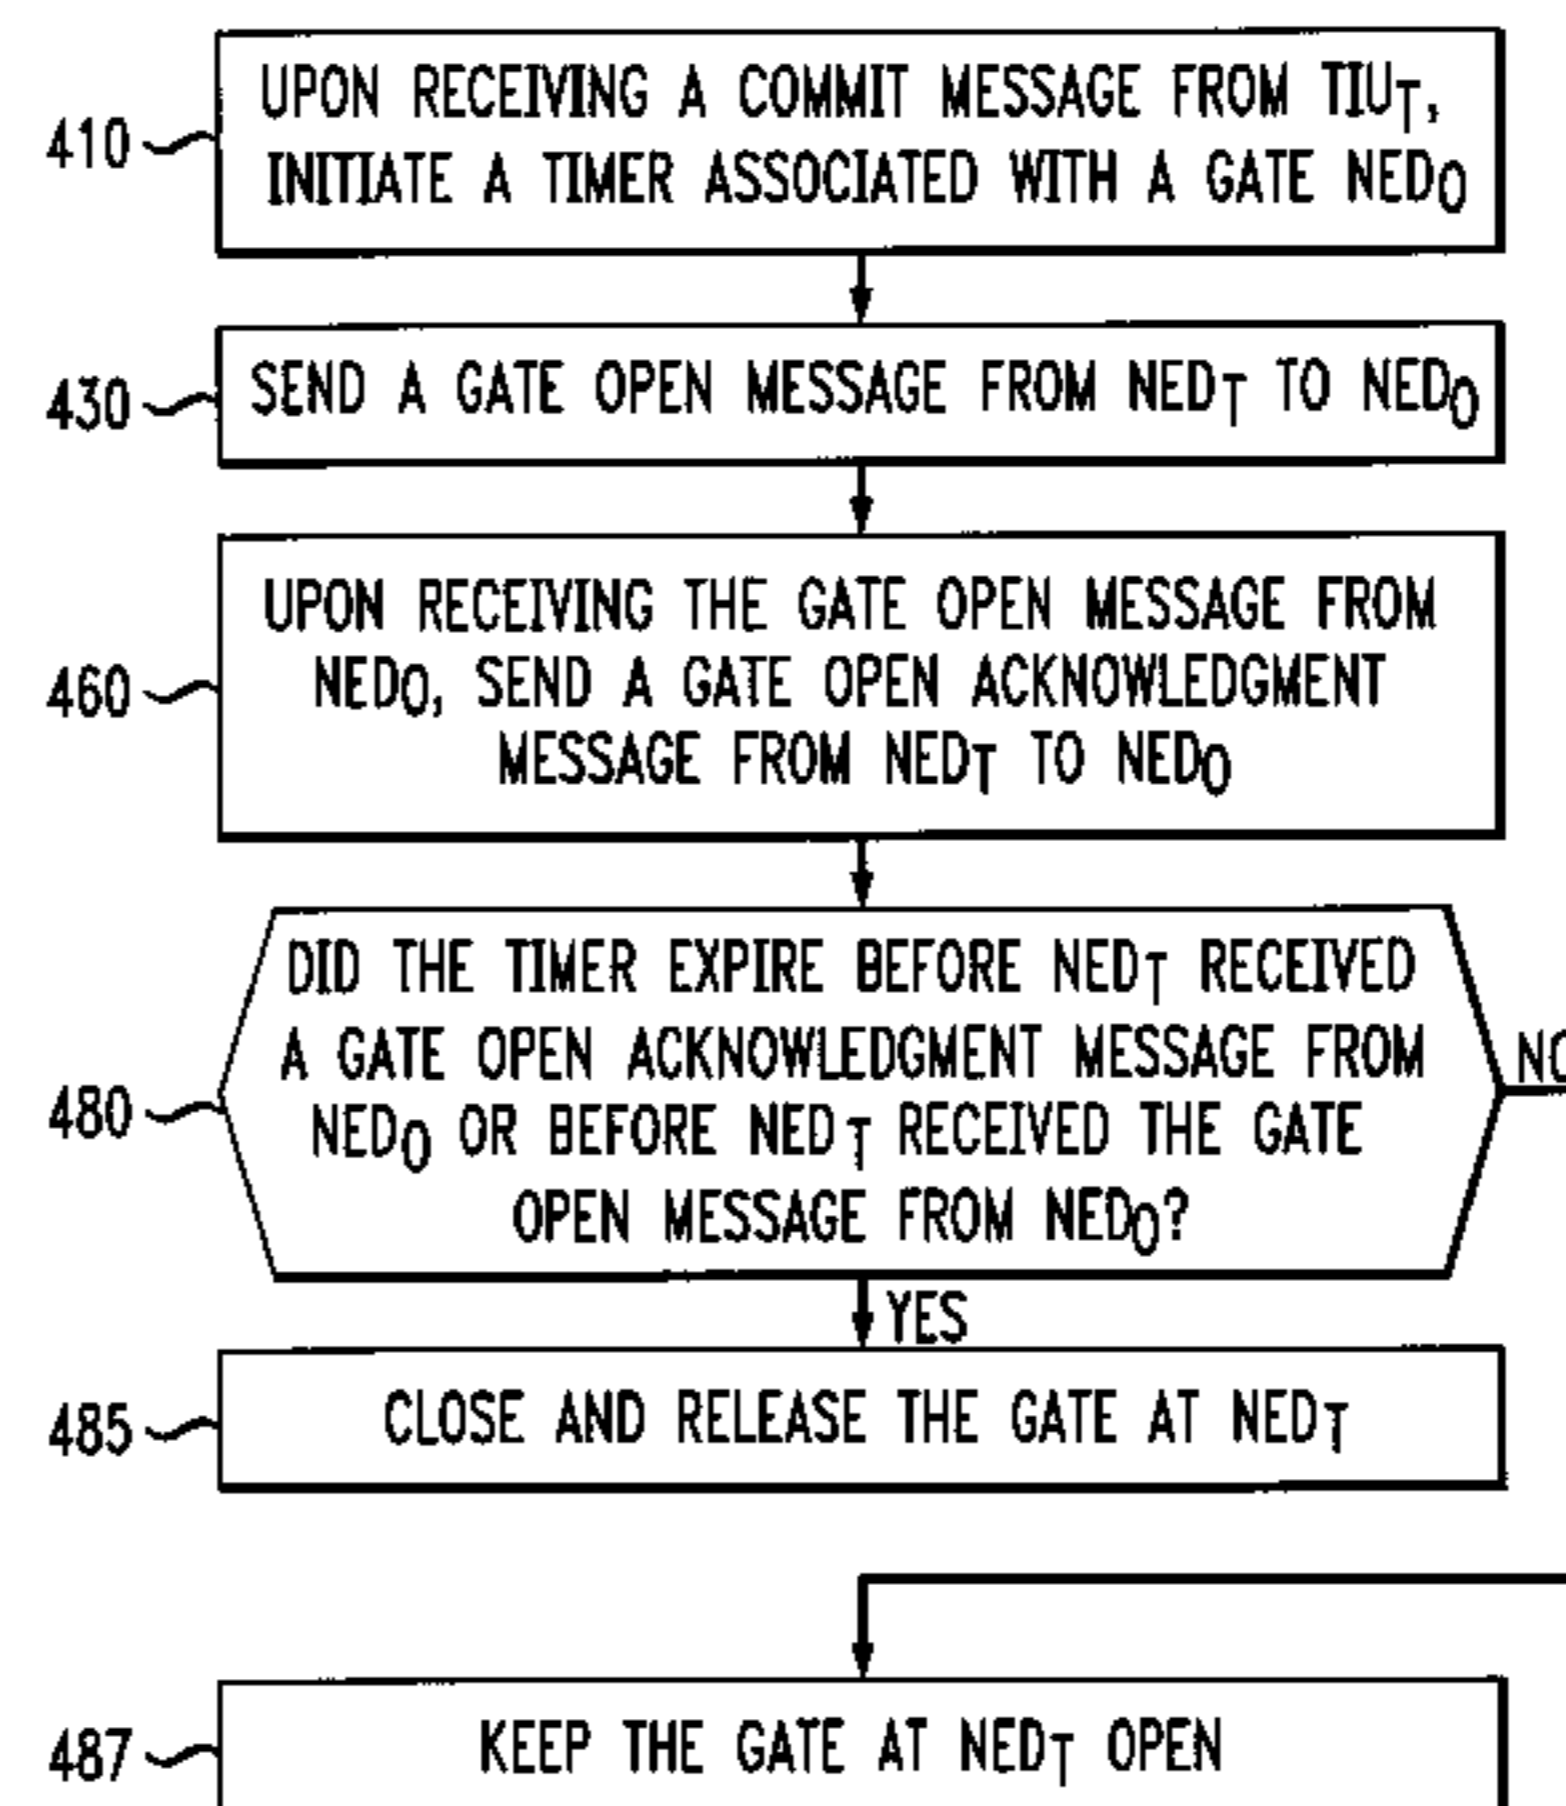 410
UPON RECEIVING A COMMIT MESSAGE FROM TIUT,
INITIATE A TIMER ASSOCIATED WITH A GATE NEDO
430
SEND A GATE OPEN MESSAGE FROM NEDT TO NEDO
460
UPON RECEIVING THE GATE OPEN MESSAGE FROM
NEDO, SEND A GATE OPEN ACKNOWLEDGMENT
MESSAGE FROM NEDT TO NEDO
480
DID THE TIMER EXPIRE BEFORE NEDT RECEIVED
A GATE OPEN ACKNOWLEDGMENT MESSAGE FROM
NEDO OR BEFORE NEDT RECEIVED THE GATE
OPEN MESSAGE FROM NEDO?
NO
YES
485
CLOSE AND RELEASE THE GATE AT NEDT
487
KEEP THE GATE AT NEDT OPEN